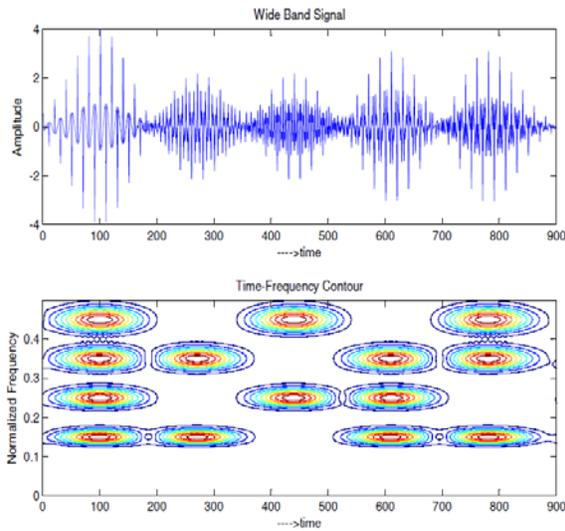 Wide Band Signal
Amplitude
4
2
0
-2
-4
0 100 200 300 400 500 600 700 800 900
---->time
Time-Frequency Contour
Normalized Frequency
0.4
0.3
0.2
0.1
0
0 100 200 300 400 500 600 700 800 900
---->time